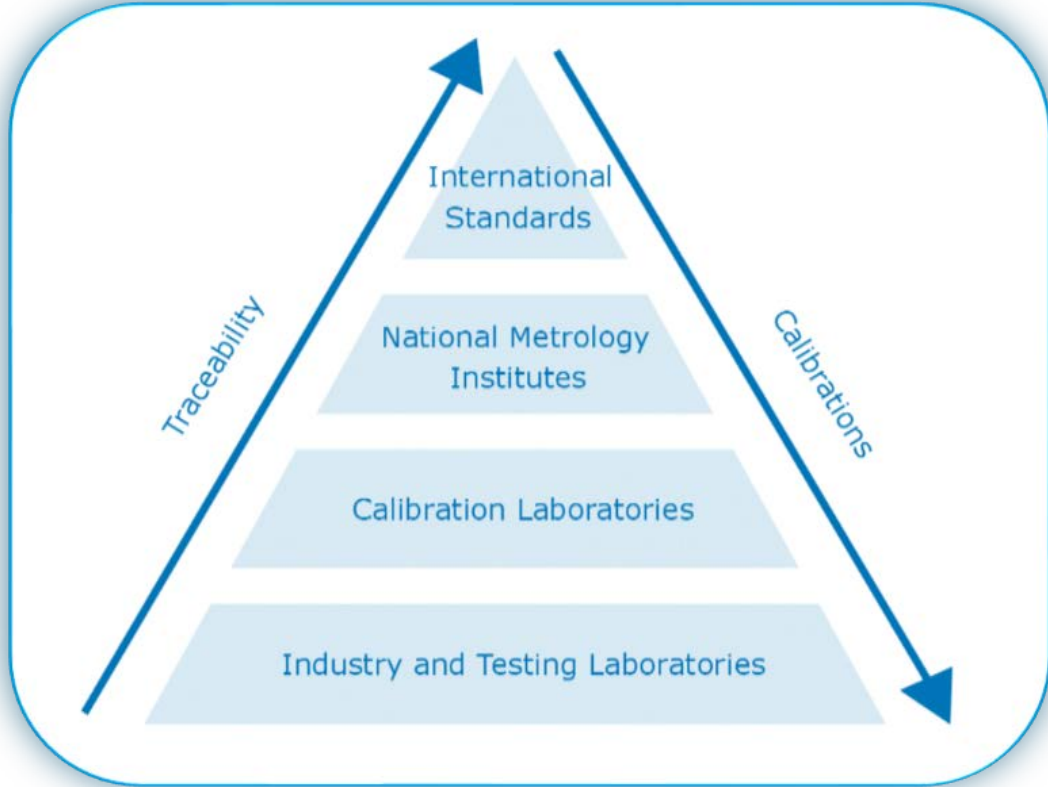 International
Standards
National Metrology
Institutes
Calibration Laboratories
Industry and Testing Laboratories
Traceability
Calibrations